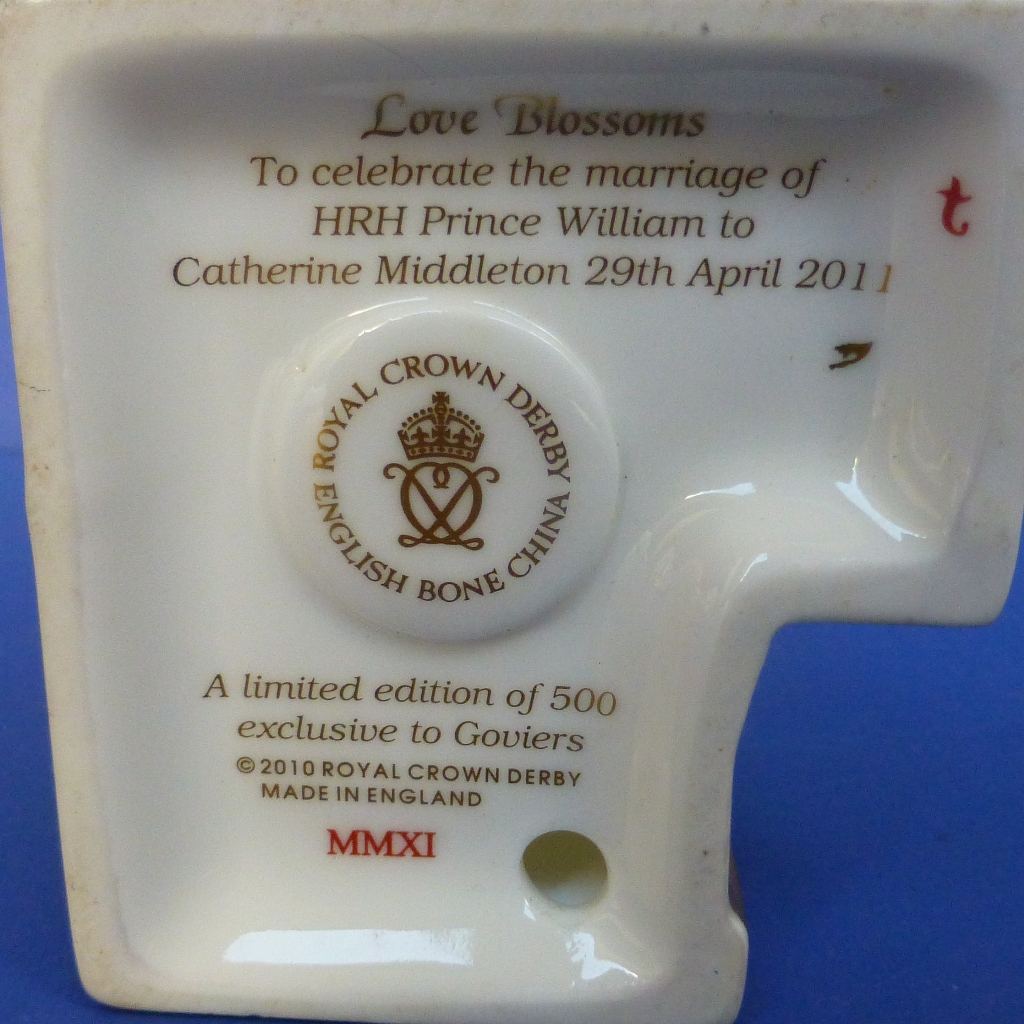 Love Blossoms
To celebrate the marriage of
HRH Prince William to
Catherine Middleton 29th April 2011
t
ROYAL CROWN DERBY
ENGLISH BONE CHINA
A limited edition of 500
exclusive to Goviers
© 2010 ROYAL CROWN DERBY
MADE IN ENGLAND
MMXI